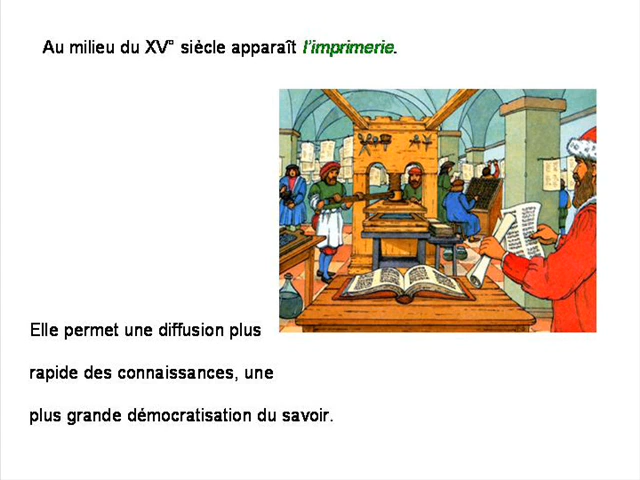 Au milieu du XV° siècle apparaît l'imprimerie.
Elle permet une diffusion plus
rapide des connaissances, une
plus grande démocratisation du savoir.